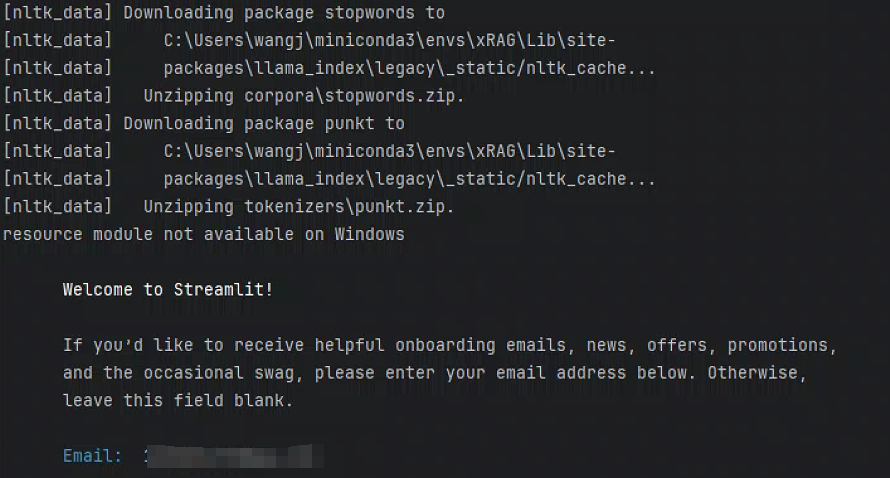 [nltk_data] Downloading package stopwords to
[nltk_data]     C:\Users\wangj\miniconda3\envs\xRAG\Lib\site-
[nltk_data]     packages\llama_index\legacy\_static/nltk_cache...
[nltk_data]   Unzipping corpora\stopwords.zip.
[nltk_data] Downloading package punkt to
[nltk_data]     C:\Users\wangj\miniconda3\envs\xRAG\Lib\site-
[nltk_data]     packages\llama_index\legacy\_static/nltk_cache...
[nltk_data]   Unzipping tokenizers\punkt.zip.
resource module not available on Windows
Welcome to Streamlit!
If you’d like to receive helpful onboarding emails, news, offers, promotions,
and the occasional swag, please enter your email address below. Otherwise,
leave this field blank.
Email: